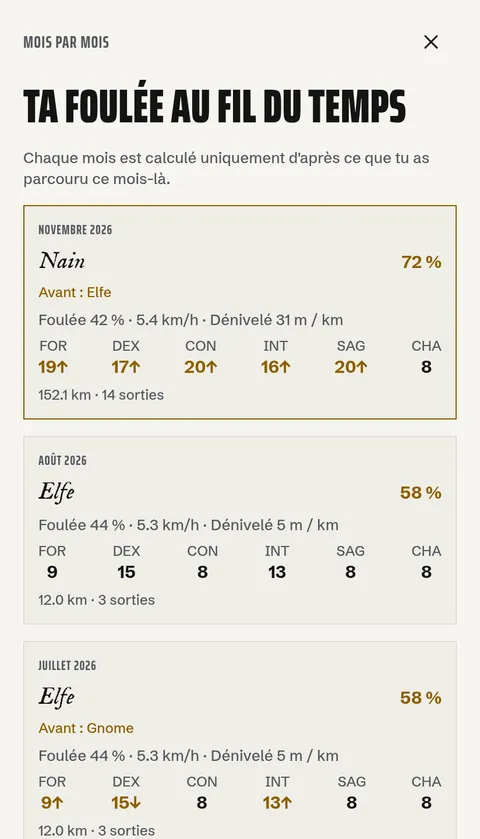 MOIS PAR MOIS
TA FOULÉE AU FIL DU TEMPS
Chaque mois est calculé uniquement d'après ce que tu as
parcouru ce mois-là.
NOVEMBRE 2026
Nain 72 %
Avant : Elfe
Foulée 42 % · 5.4 km/h · Dénivelé 31 m / km
FOR DEX CON INT SAG CHA
19↑ 17↑ 20↑ 16↑ 20↑ 8
152.1 km · 14 sorties
AOÛT 2026
Elfe 58 %
Foulée 44 % · 5.3 km/h · Dénivelé 5 m / km
FOR DEX CON INT SAG CHA
9 15 8 13 8 8
12.0 km · 3 sorties
JUILLET 2026
Elfe 58 %
Avant : Gnome
Foulée 44 % · 5.3 km/h · Dénivelé 5 m / km
FOR DEX CON INT SAG CHA
9↑ 15↓ 8 13↑ 8 8
12.0 km · 3 sorties